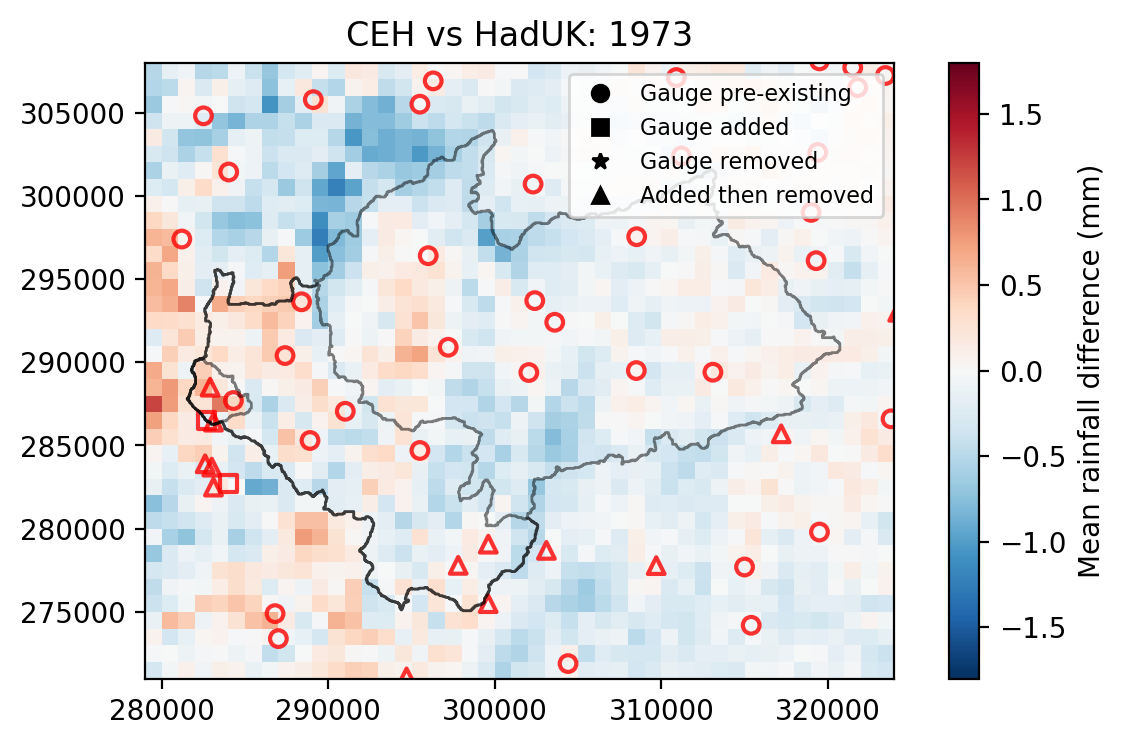 CEH vs HadUK: 1973
Gauge pre-existing
Gauge added
Gauge removed
Added then removed
305000
300000
295000
290000
285000
280000
275000
280000 290000 300000 310000 320000
1.5
1.0
0.5
0.0
−0.5
−1.0
−1.5
Mean rainfall difference (mm)